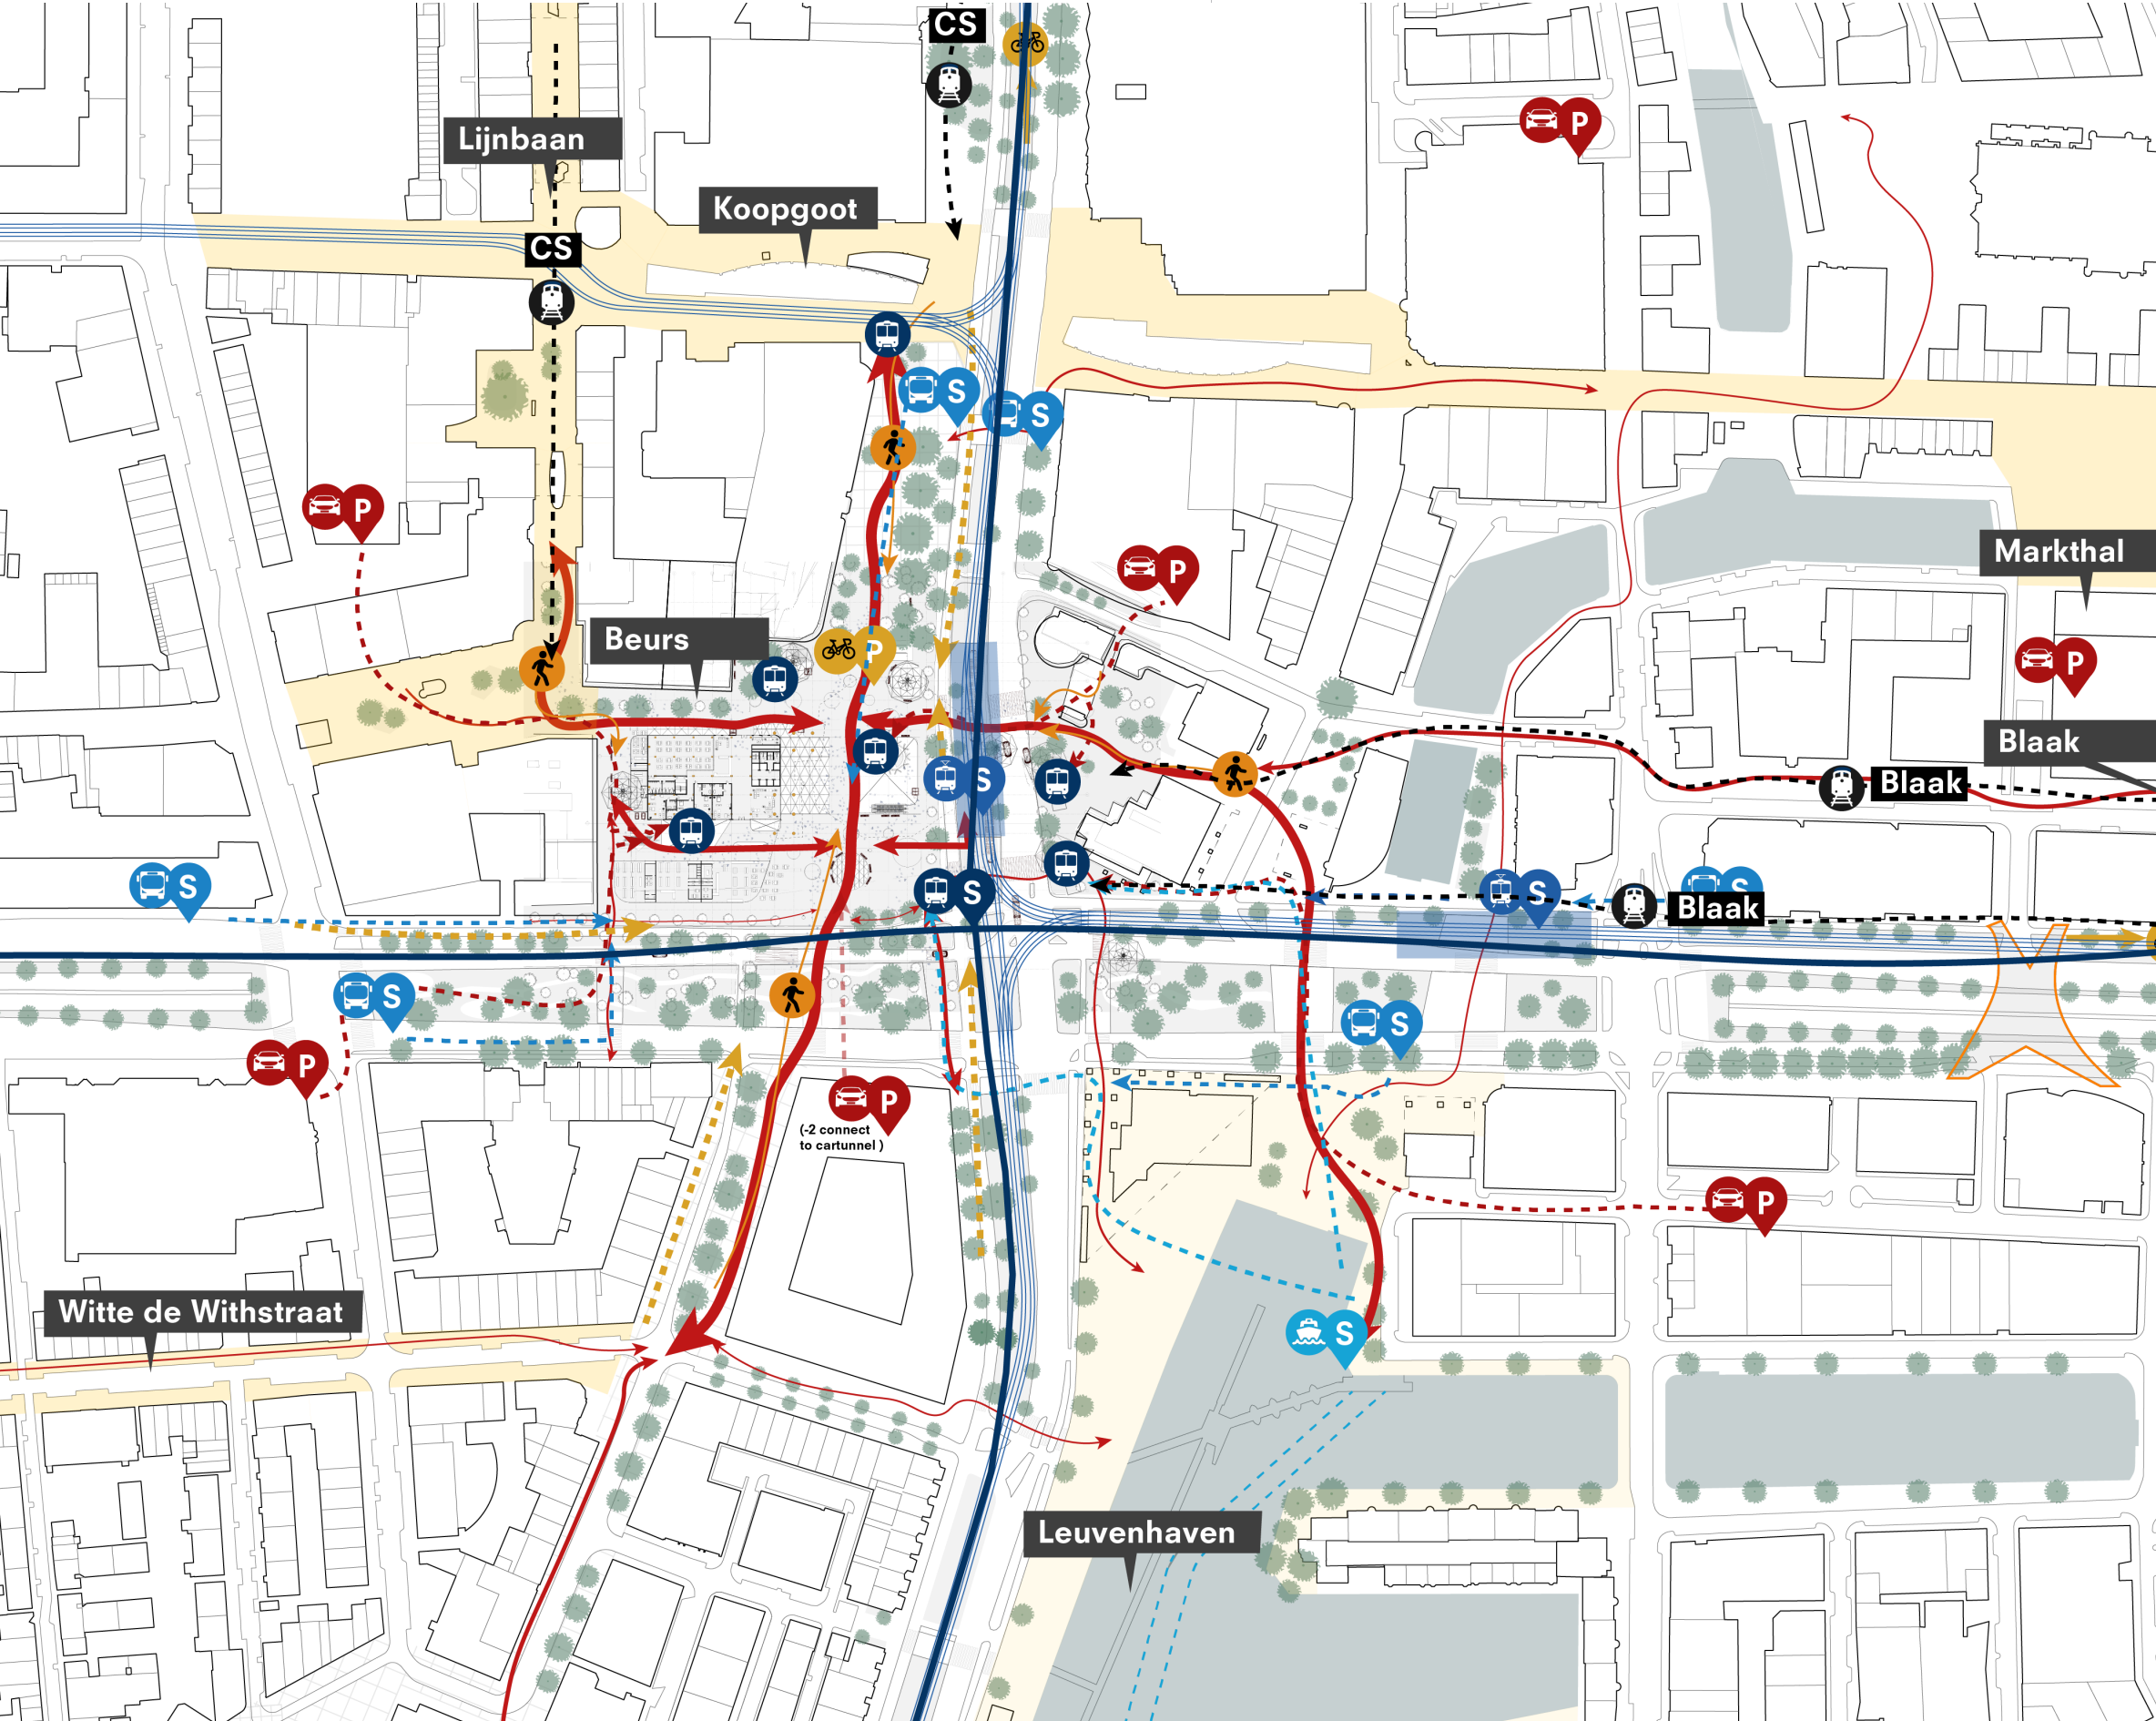 CS
P
Lijnbaan
Koopgoot
CS
S
S
P
P
Markthal
Beurs
P
P
Blaak
S
Blaak
S
S
S
S
Blaak
S
S
P
P
(-2 connect
to cartunnel )
P
Witte de Withstraat
S
Leuvenhaven